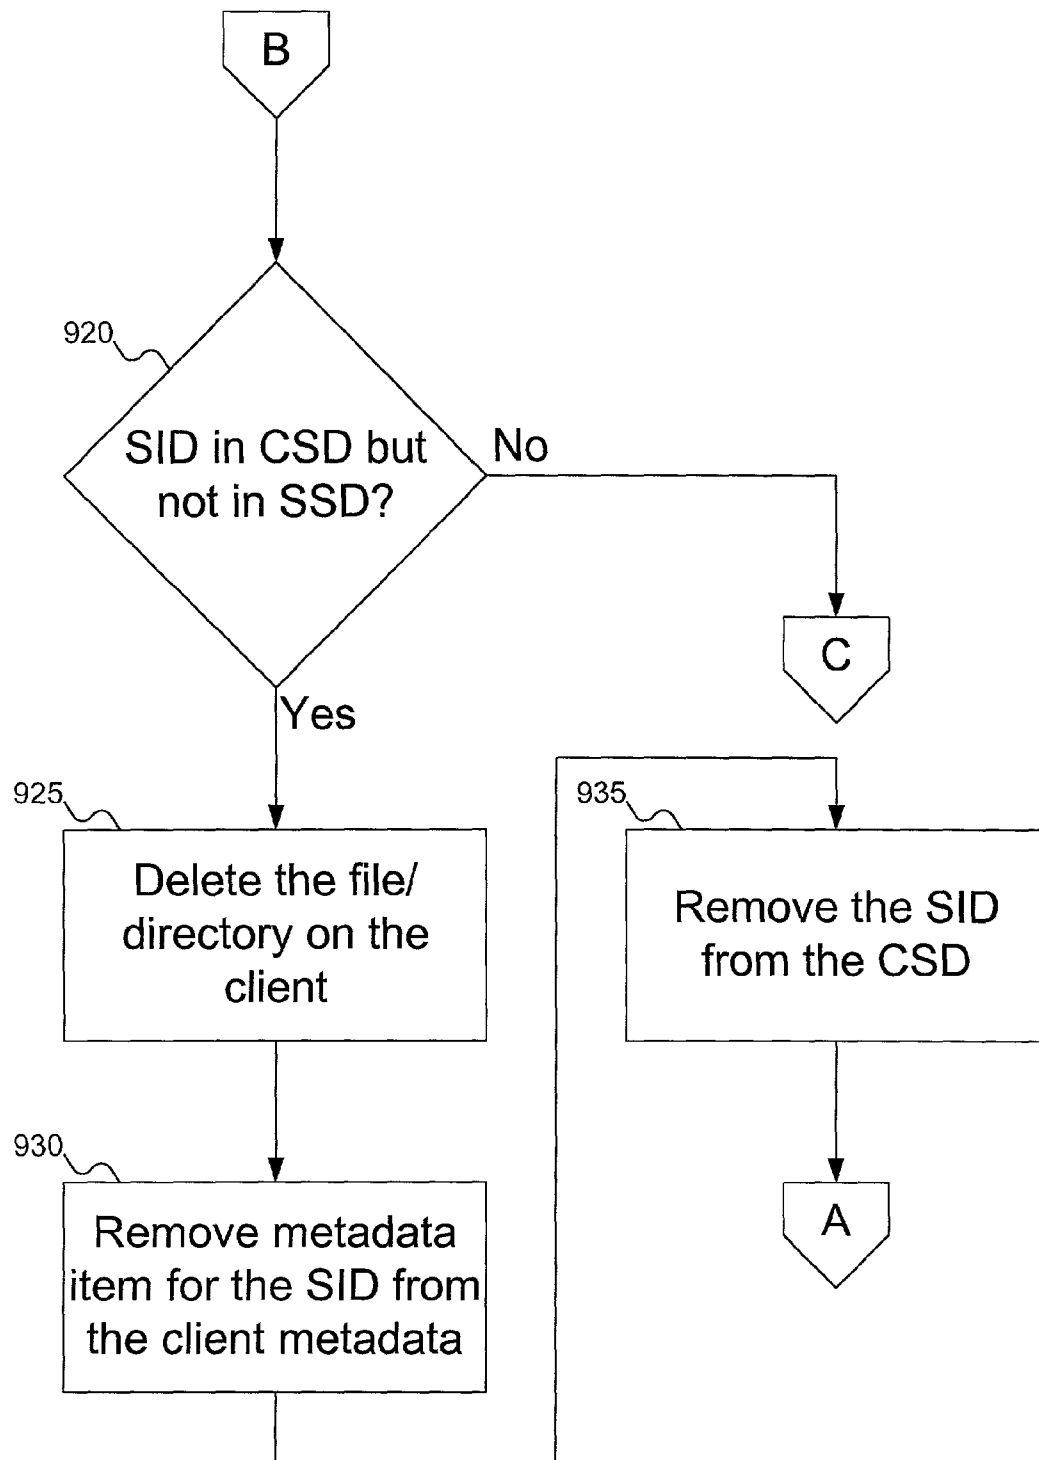 B
920
SID in CSD but
not in SSD?
No
C
Yes
925
Delete the file/
directory on the
client
935
Remove the SID
from the CSD
930
Remove metadata
item for the SID from
the client metadata
A